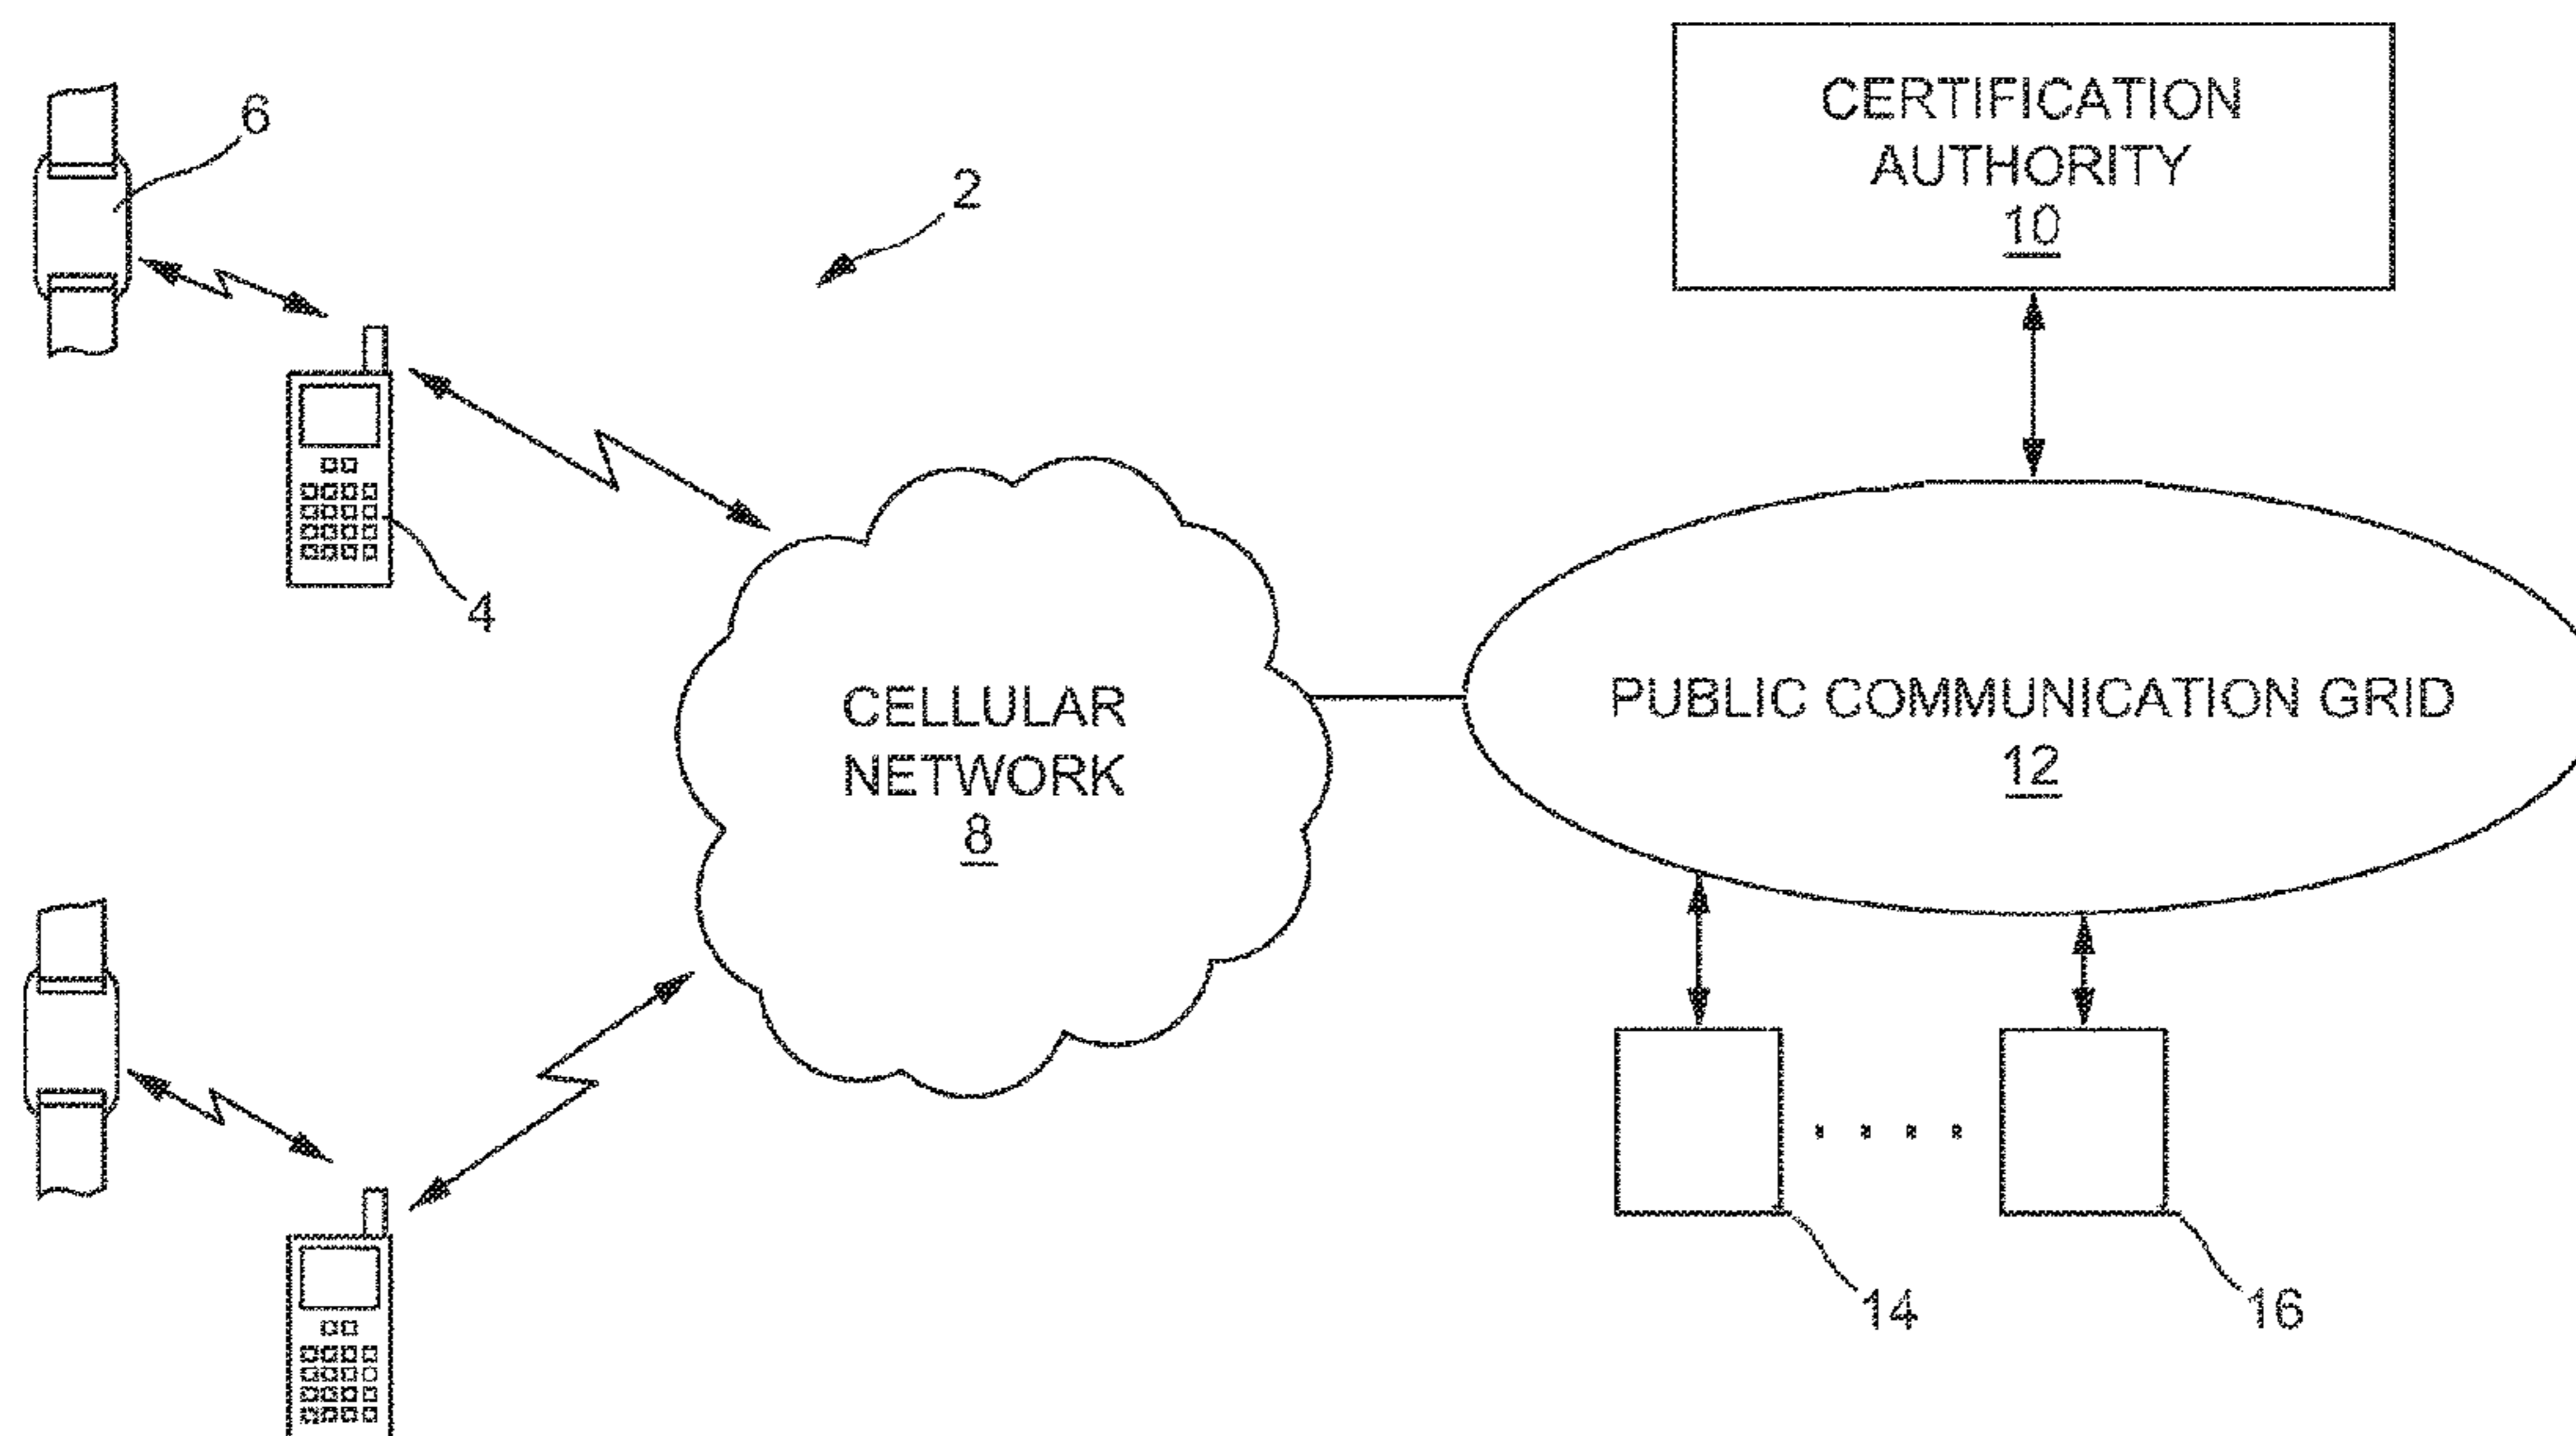 6
2
4
CERTIFICATION
AUTHORITY
10
CELLULAR
NETWORK
8
PUBLIC COMMUNICATION GRID
12
14
16